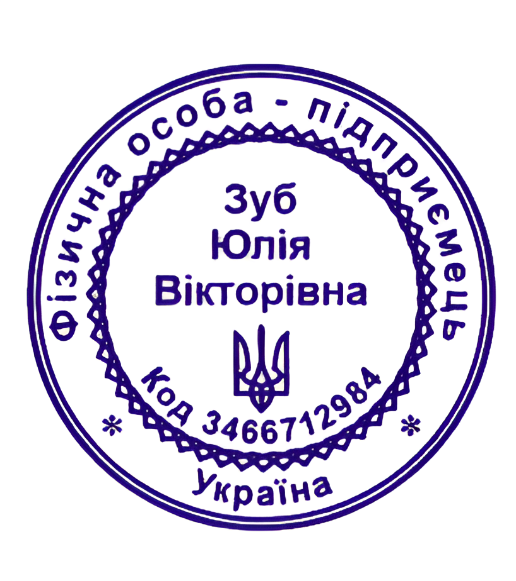 Фізична особа - підприємець
Зуб
Юлія
Вікторівна
Код 3466712984
* Україна *